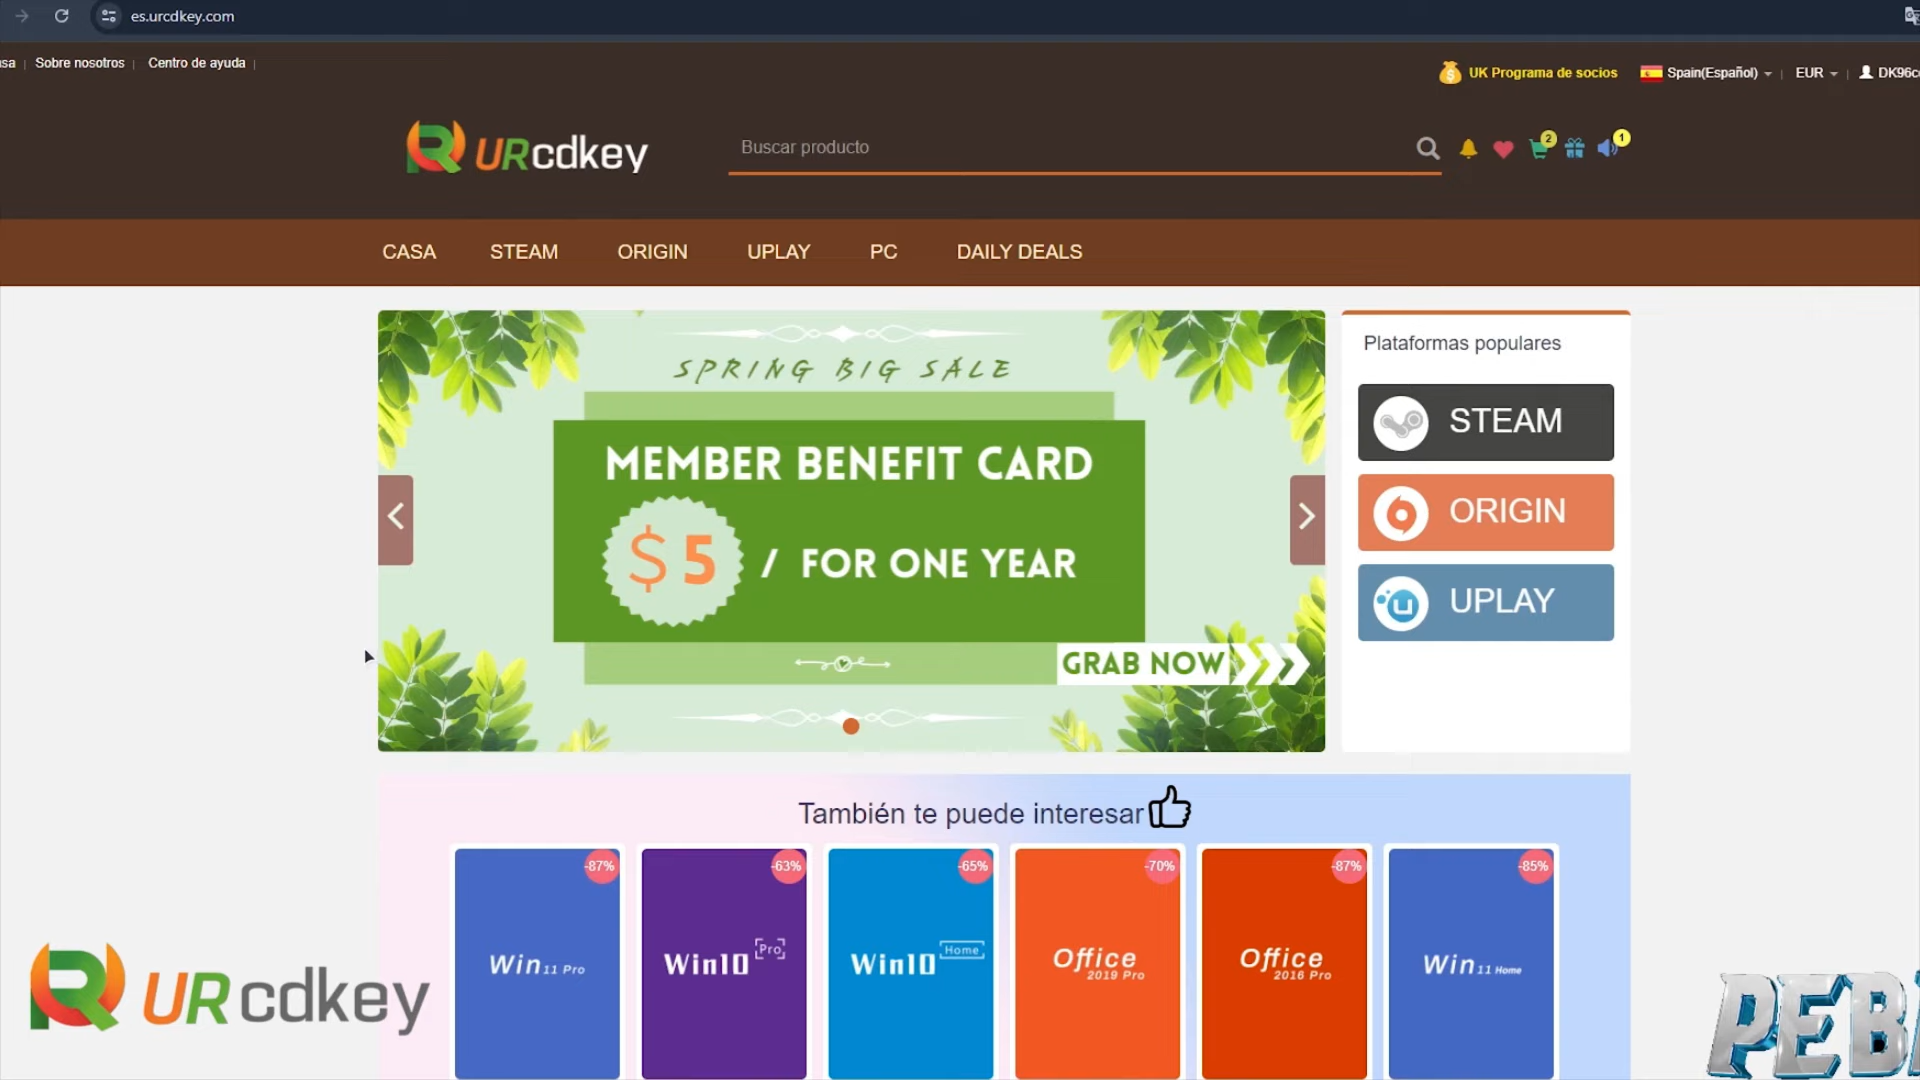 es.urcdkey.com
Sobre nosotros | Centro de ayuda |
UK Programa de socios
Spain(Español) | EUR |
URcdkey
Buscar producto
2
1
CASA STEAM ORIGIN UPLAY PC DAILY DEALS
SPRING BIG SALE
MEMBER BENEFIT CARD
$5 / FOR ONE YEAR
GRAB NOW
Plataformas populares
STEAM
ORIGIN
UPLAY
También te puede interesar
-87% -63% -65% -70% -87% -85%
Win 11 Pro
Win10 Pro
Win10 Home
Office 2019 Pro
Office 2016 Pro
Win 11 Home
URcdkey